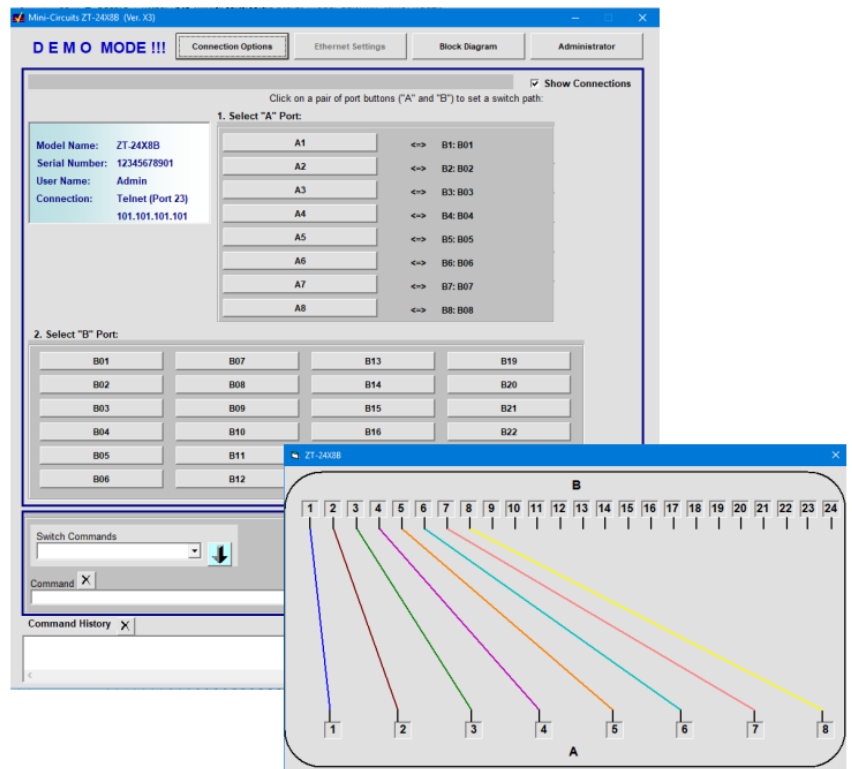 Mini-Circuits ZT-24X8B (Ver. X3)
D E M O MODE !!!
Connection Options
Ethernet Settings
Block Diagram
Administrator
Show Connections
Click on a pair of port buttons ("A" and "B") to set a switch path:
1. Select "A" Port:
Model Name: ZT-24X8B
Serial Number: 12345678901
User Name: Admin
Connection: Telnet (Port 23)
101.101.101.101
A1 <=> B1: B01
A2 <=> B2: B02
A3 <=> B3: B03
A4 <=> B4: B04
A5 <=> B5: B05
A6 <=> B6: B06
A7 <=> B7: B07
A8 <=> B8: B08
2. Select "B" Port:
B01 B07 B13 B19
B02 B08 B14 B20
B03 B09 B15 B21
B04 B10 B16 B22
B05 B11
B06 B12
Switch Commands
Command X
Command History X
ZT-24X8B
B
1 2 3 4 5 6 7 8 9 10 11 12 13 14 15 16 17 18 19 20 21 22 23 24
1 2 3 4 5 6 7 8
A